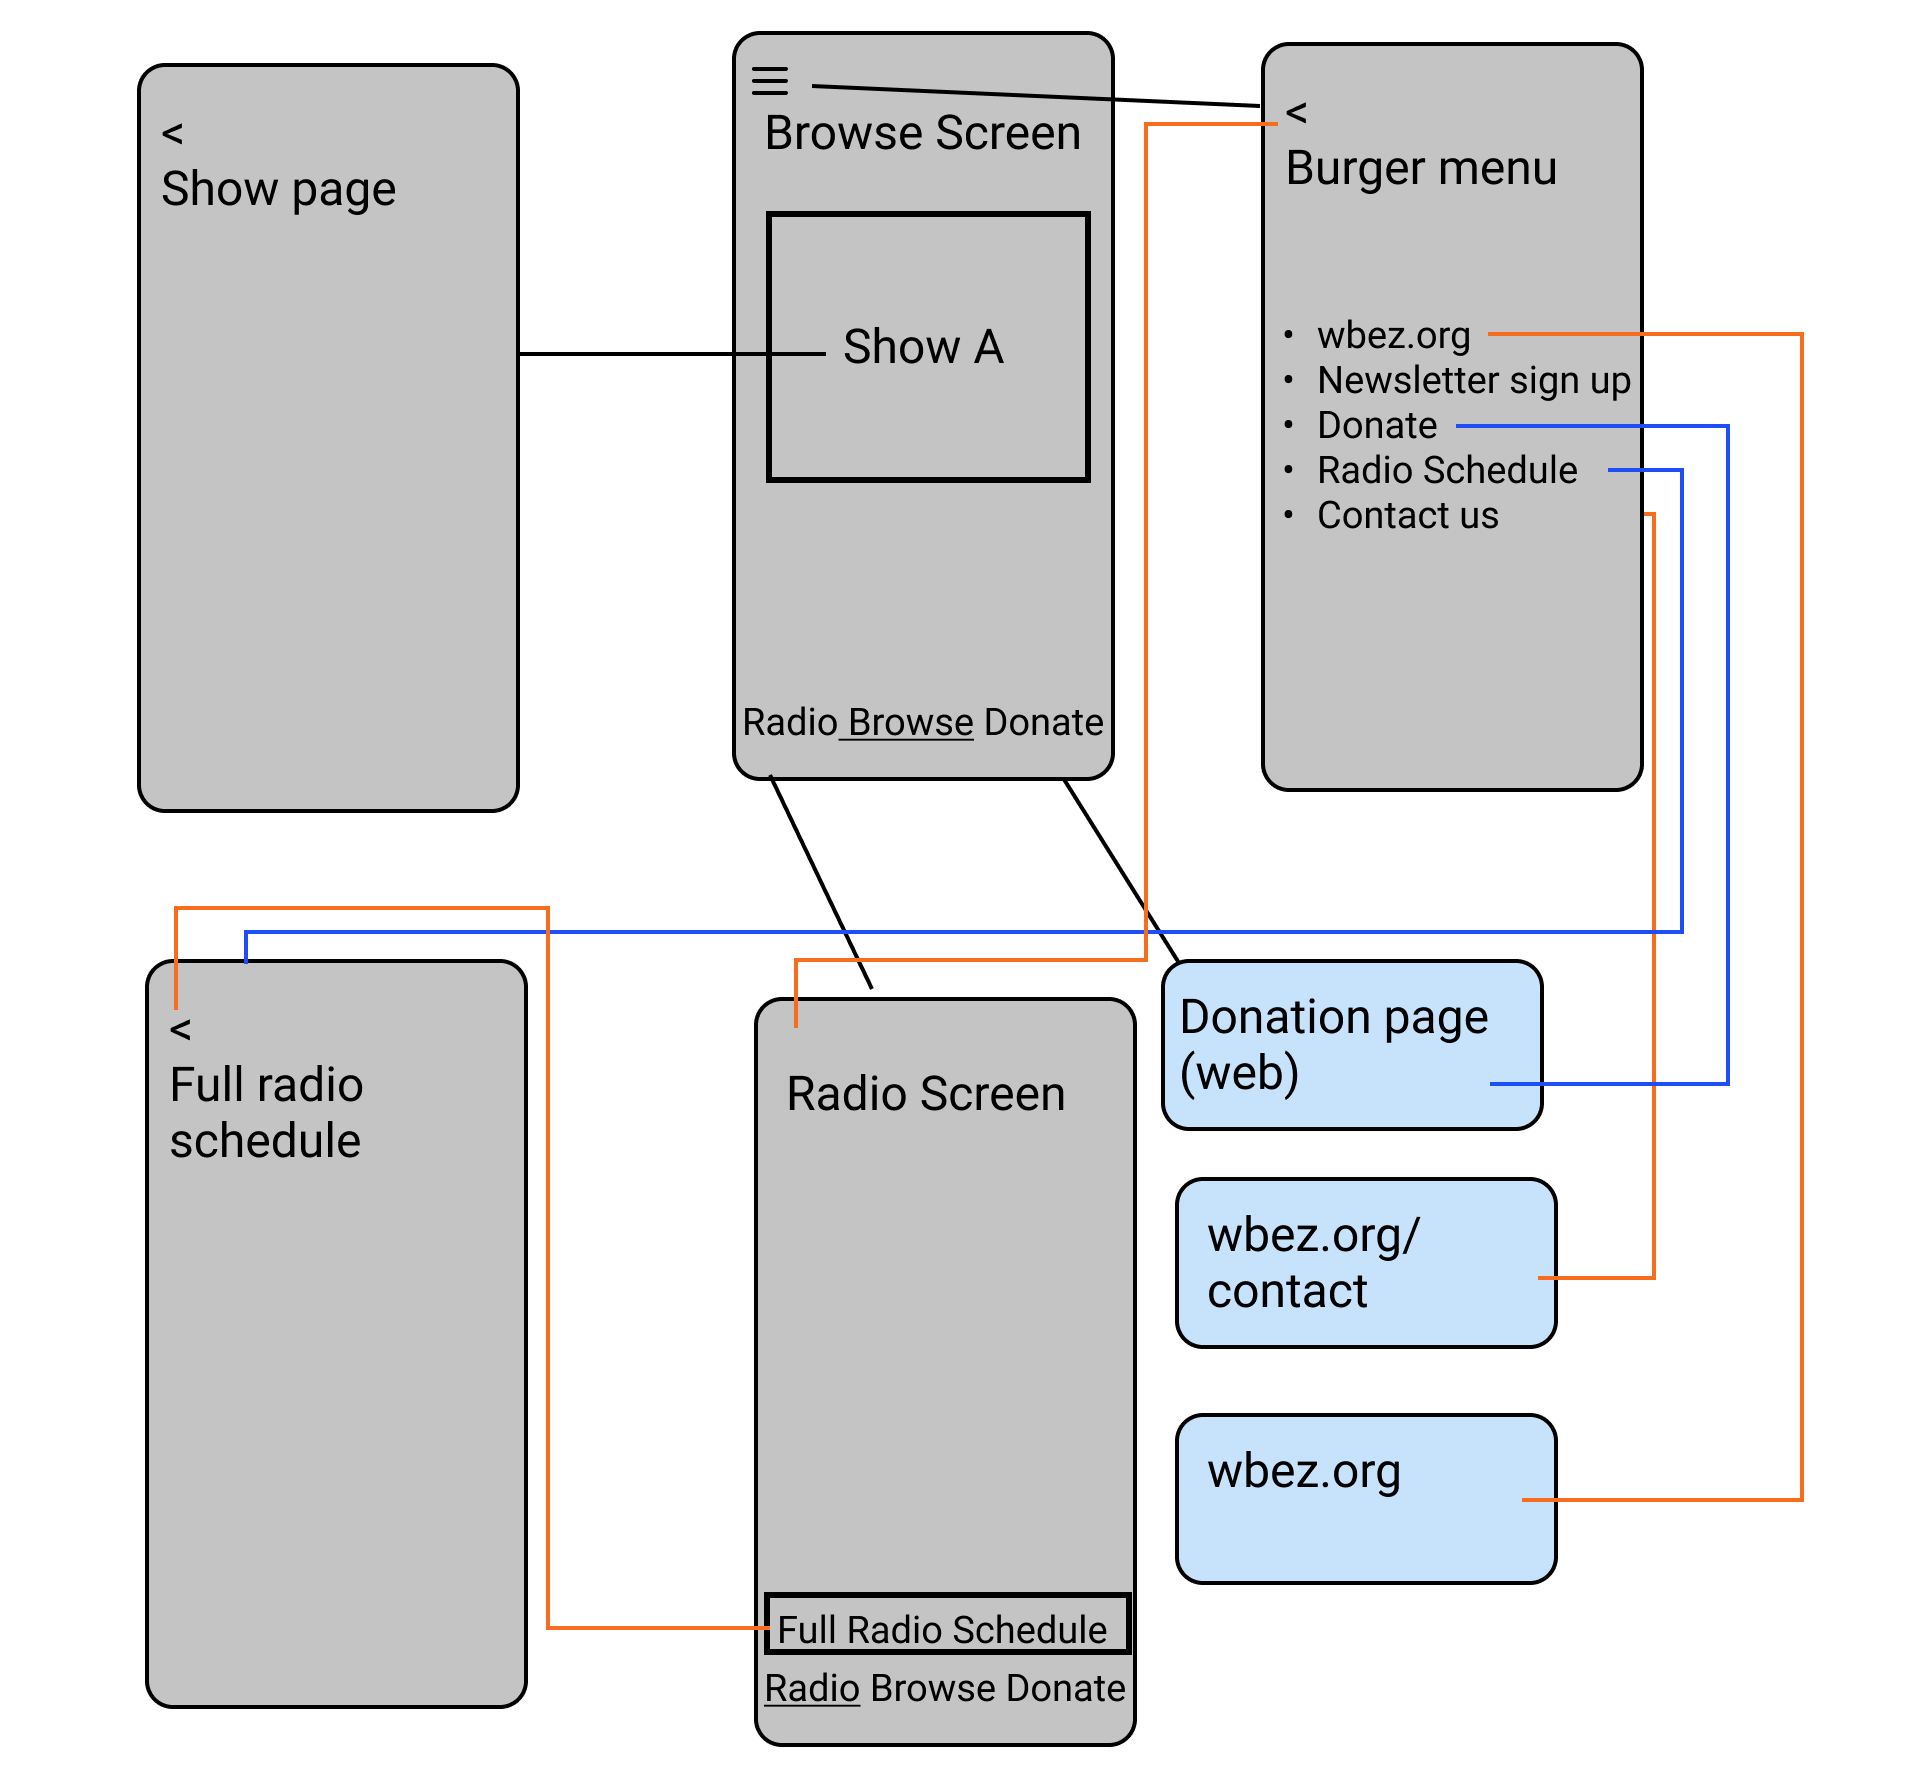 <
Show page
Browse Screen
Show A
Radio Browse Donate
<
Burger menu
• wbez.org
• Newsletter sign up
• Donate
• Radio Schedule
• Contact us
<
Full radio
schedule
Radio Screen
Full Radio Schedule
Radio Browse Donate
Donation page
(web)
wbez.org/
contact
wbez.org